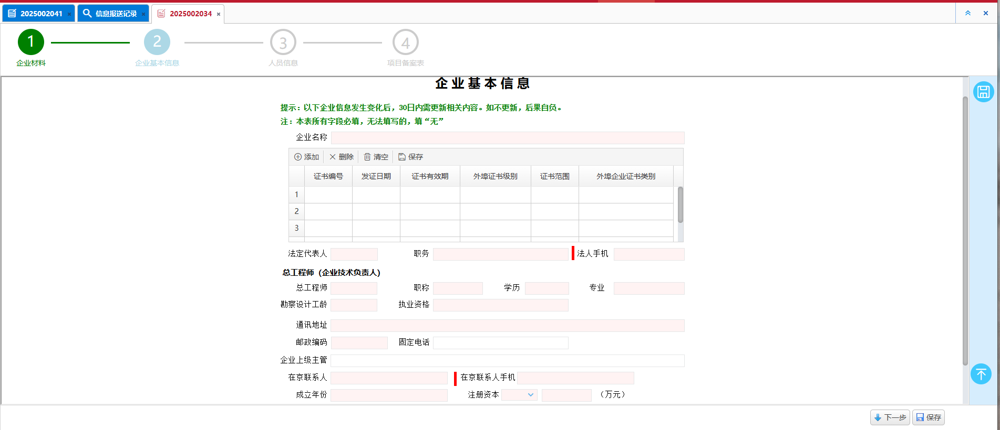 2025002041 信息报送记录 2025002034
1 2 3 4
企业材料 企业基本信息 人员信息 项目备案表
企业基本信息
提示：以下企业信息发生变化后，30日内需更新相关内容。如不更新，后果自负。
注：本表所有字段必填，无法填写的，填“无”
企业名称
添加 删除 清空 保存
证书编号 发证日期 证书有效期 外埠证书级别 证书范围 外埠企业证书类别
1
2
3
法定代表人 职务 法人手机
总工程师（企业技术负责人）
总工程师 职称 学历 专业
勘察设计工龄 执业资格
通讯地址
邮政编码 固定电话
企业上级主管
在京联系人 在京联系人手机
成立年份 注册资本 （万元）
下一步 保存